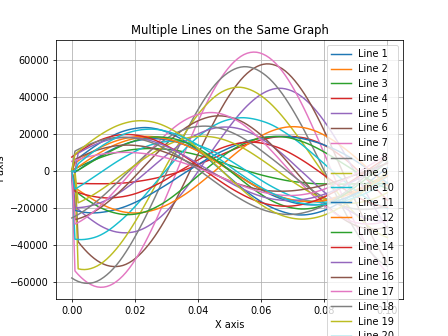 Multiple Lines on the Same Graph
60000
40000
20000
0
−20000
−40000
−60000
axis
0.00
0.02
0.04
0.06
0.08
X axis
Line 1
Line 2
Line 3
Line 4
Line 5
Line 6
Line 7
Line 8
Line 9
Line 10
Line 11
Line 12
Line 13
Line 14
Line 15
Line 16
Line 17
Line 18
Line 19
Line 20